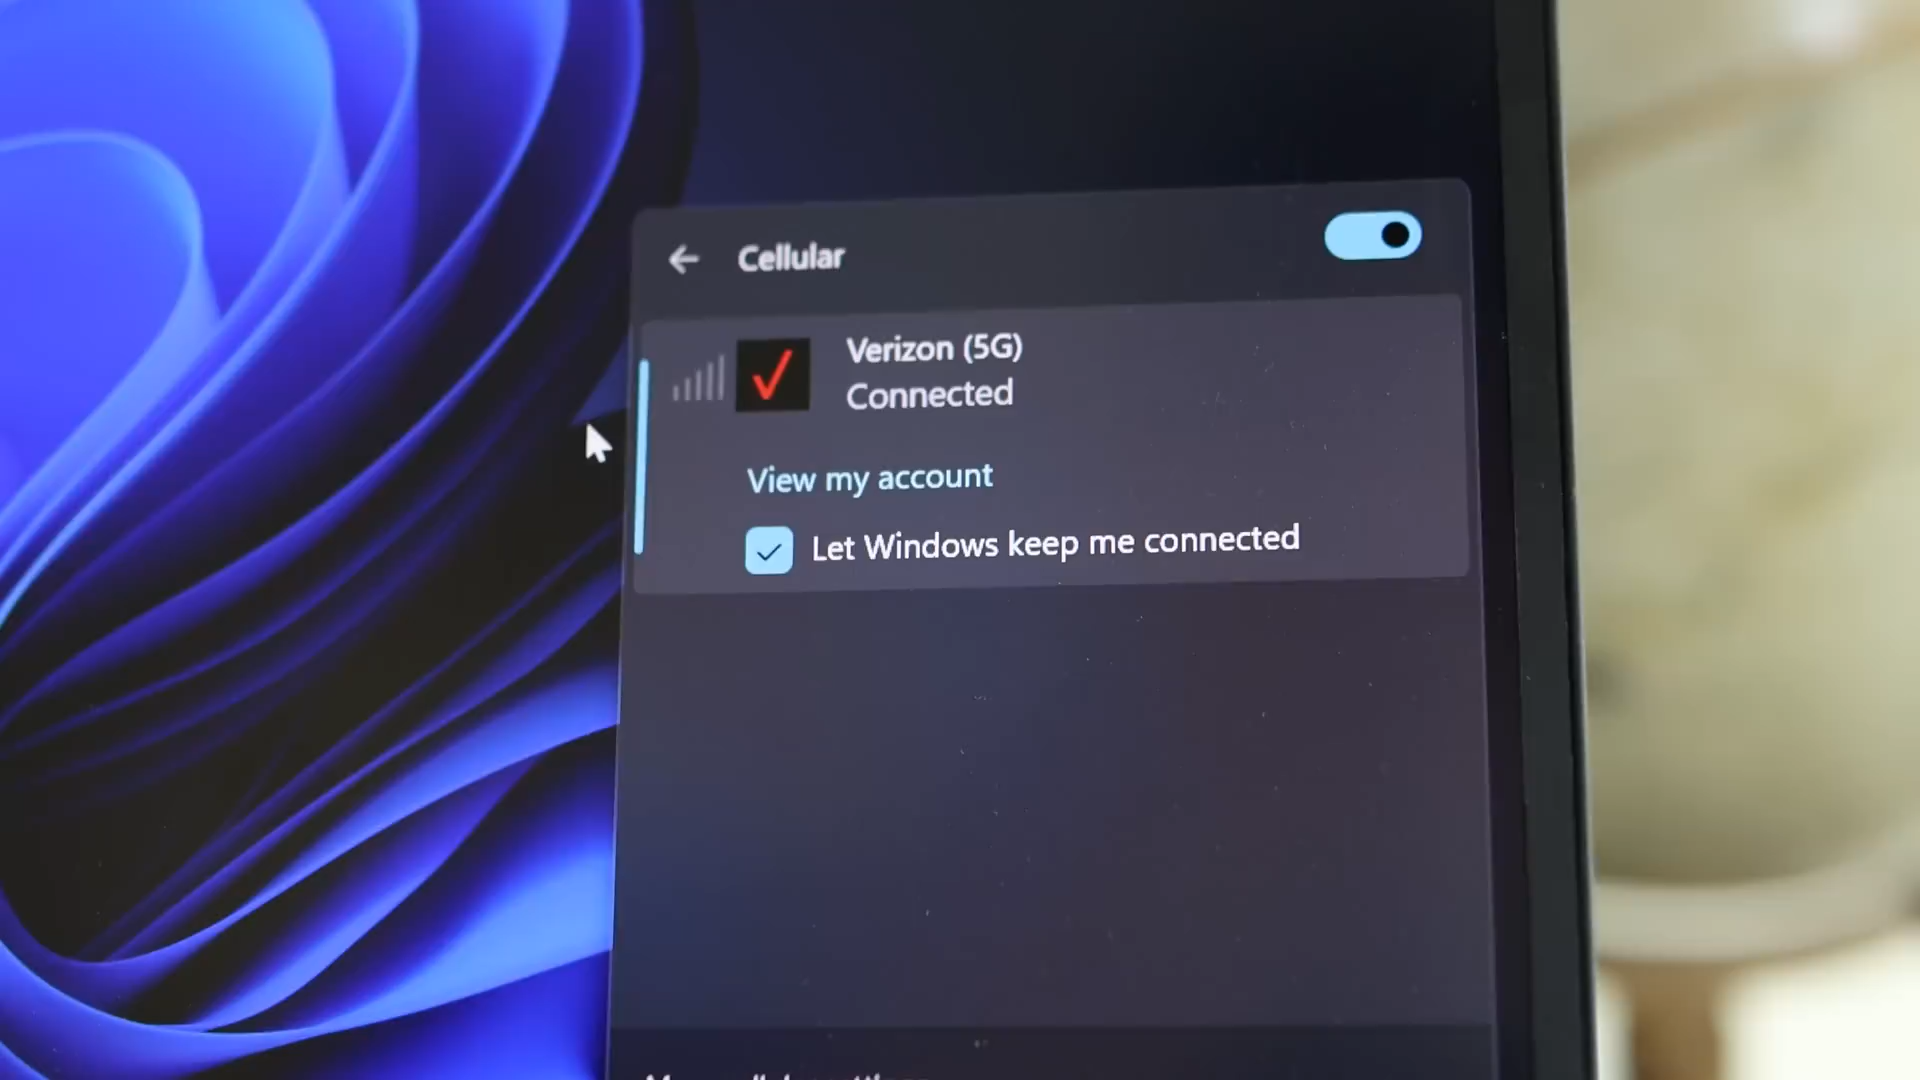 Cellular
Verizon (5G)
Connected
View my account
Let Windows keep me connected